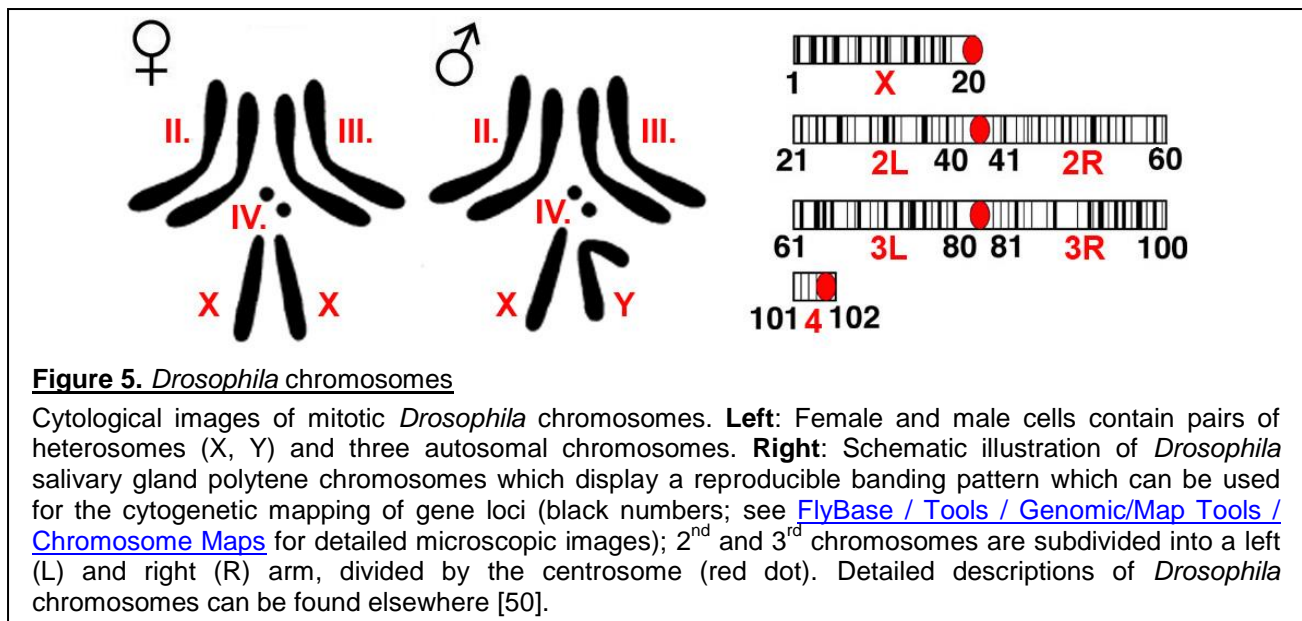 ♀ ♂
II. III. II. III.
IV. IV.
X X X Y
1 X 20
21 2L 40 41 2R 60
61 3L 80 81 3R 100
101 4 102
Figure 5. Drosophila chromosomes
Cytological images of mitotic Drosophila chromosomes. Left: Female and male cells contain pairs of
heterosomes (X, Y) and three autosomal chromosomes. Right: Schematic illustration of Drosophila
salivary gland polytene chromosomes which display a reproducible banding pattern which can be used
for the cytogenetic mapping of gene loci (black numbers; see FlyBase / Tools / Genomic/Map Tools /
Chromosome Maps for detailed microscopic images); 2nd and 3rd chromosomes are subdivided into a left
(L) and right (R) arm, divided by the centrosome (red dot). Detailed descriptions of Drosophila
chromosomes can be found elsewhere [50].